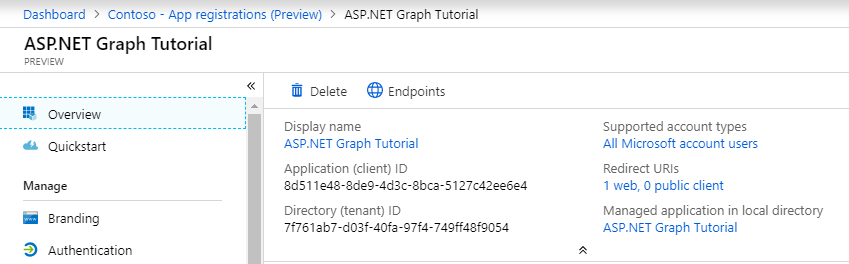 Dashboard > Contoso - App registrations (Preview) > ASP.NET Graph Tutorial
ASP.NET Graph Tutorial
PREVIEW
Overview
Quickstart
Manage
Branding
Authentication
Delete
Endpoints
Display name
ASP.NET Graph Tutorial
Application (client) ID
8d511e48-8de9-4d3c-8bca-5127c42ee6e4
Directory (tenant) ID
7f761ab7-d03f-40fa-97f4-749ff48f9054
Supported account types
All Microsoft account users
Redirect URIs
1 web, 0 public client
Managed application in local directory
ASP.NET Graph Tutorial